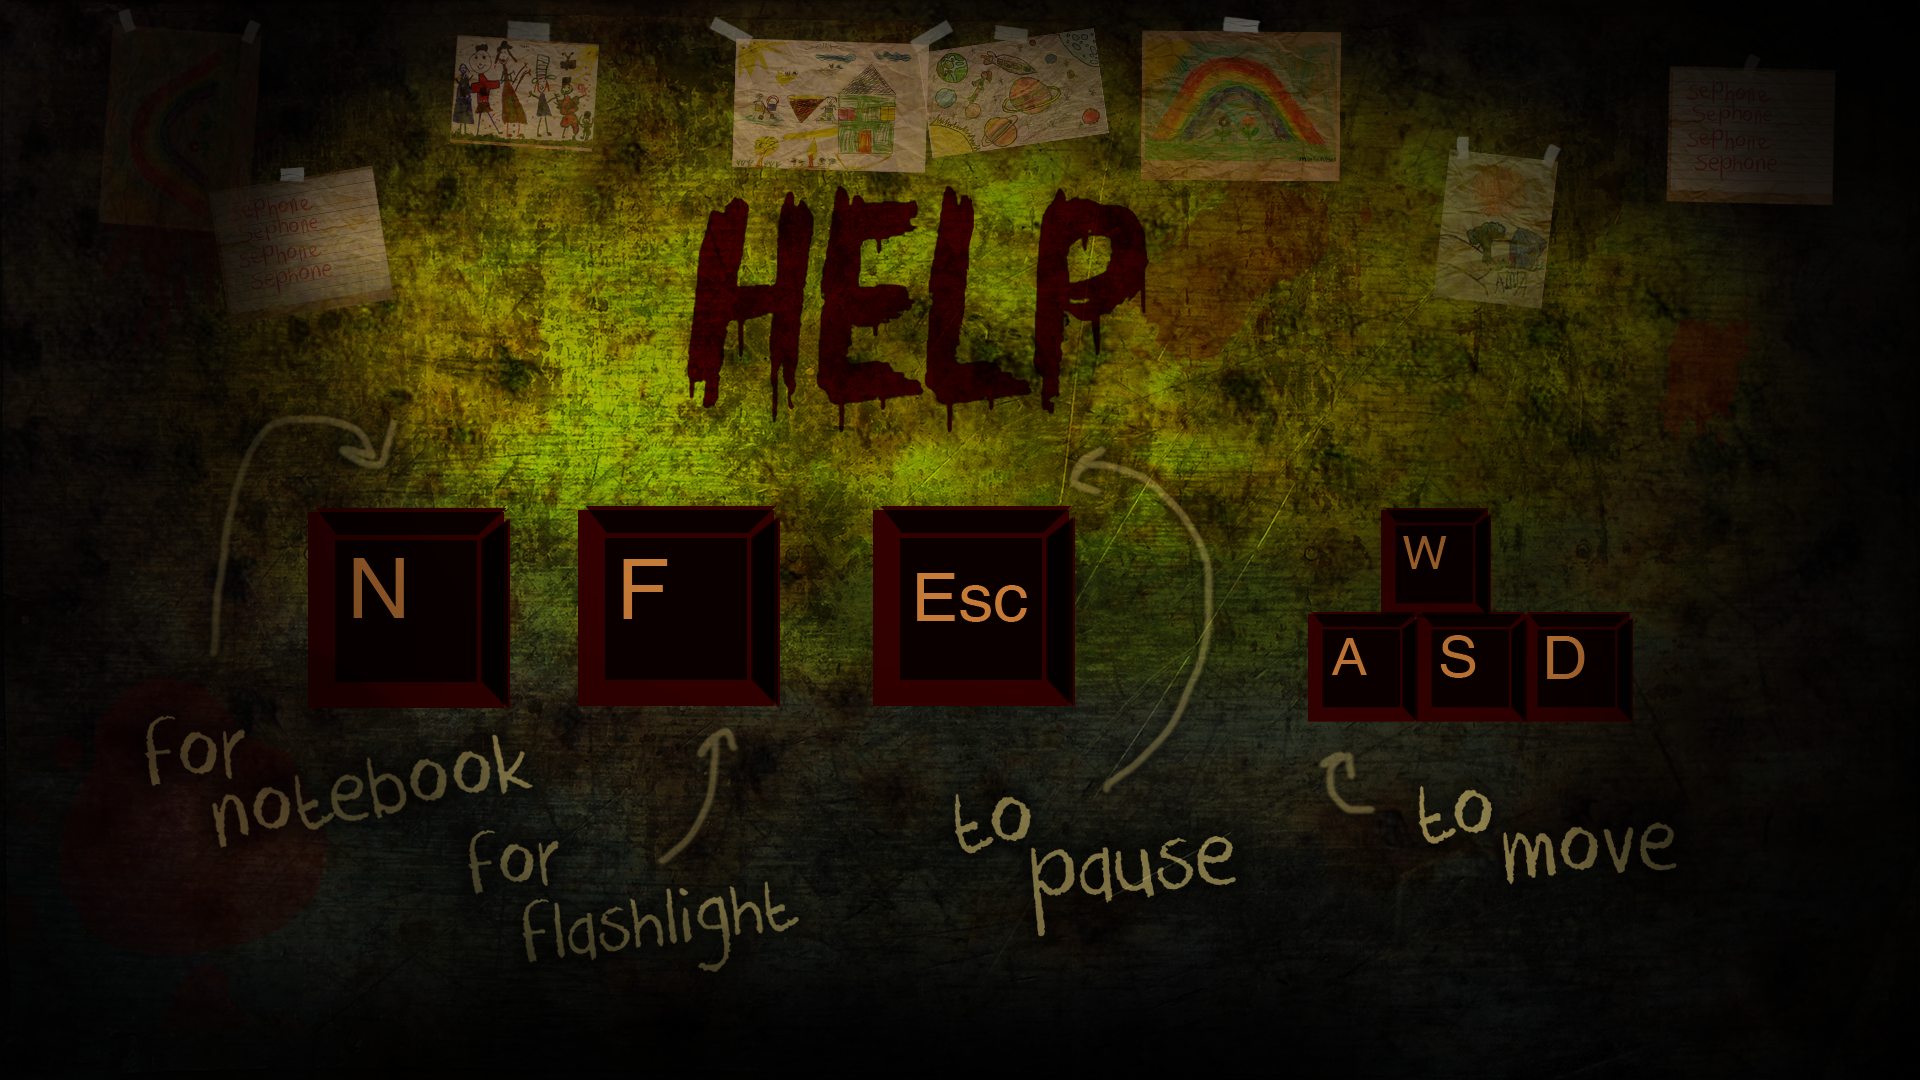 sephone
sephone
sephone
sephone
sephone
sephone
sephone
sephone
HELP
N
F
Esc
W
A
S
D
for
notebook
for
flashlight
to
pause
to
move